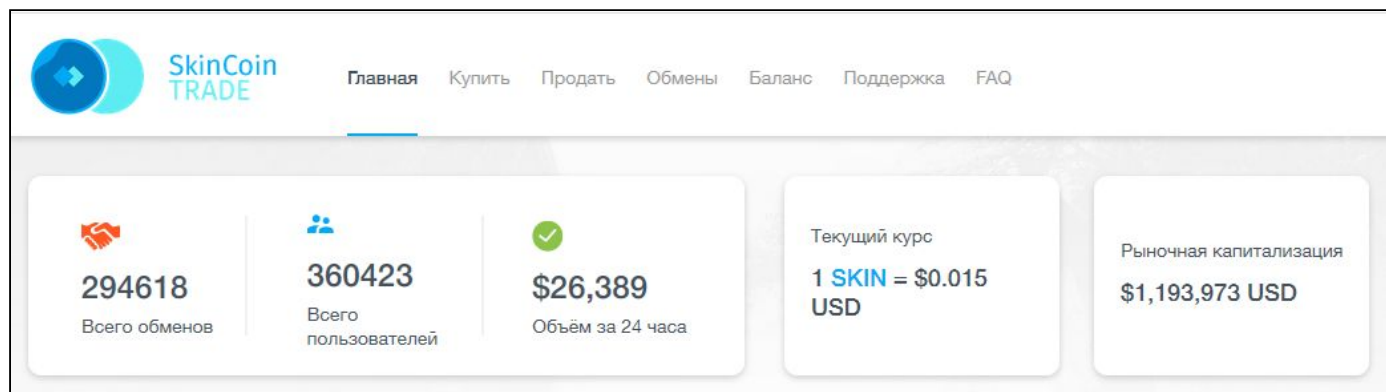 SkinCoin
TRADE
Главная Купить Продать Обмены Баланс Поддержка FAQ
294618
Всего обменов
360423
Всего
пользователей
$26,389
Объём за 24 часа
Текущий курс
1 SKIN = $0.015
USD
Рыночная капитализация
$1,193,973 USD